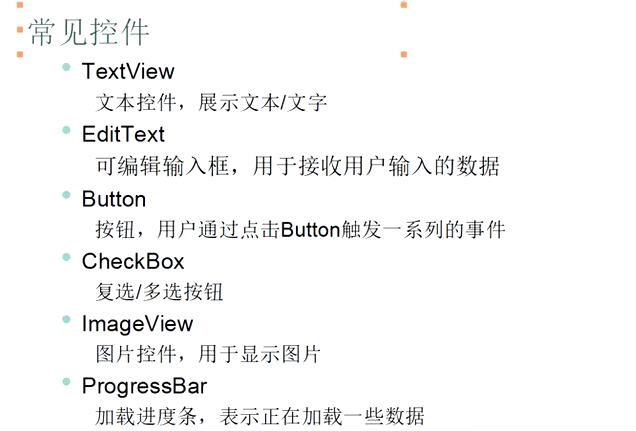 常见控件
TextView
文本控件，展示文本/文字
EditText
可编辑输入框，用于接收用户输入的数据
Button
按钮，用户通过点击Button触发一系列的事件
CheckBox
复选/多选按钮
ImageView
图片控件，用于显示图片
ProgressBar
加载进度条，表示正在加载一些数据